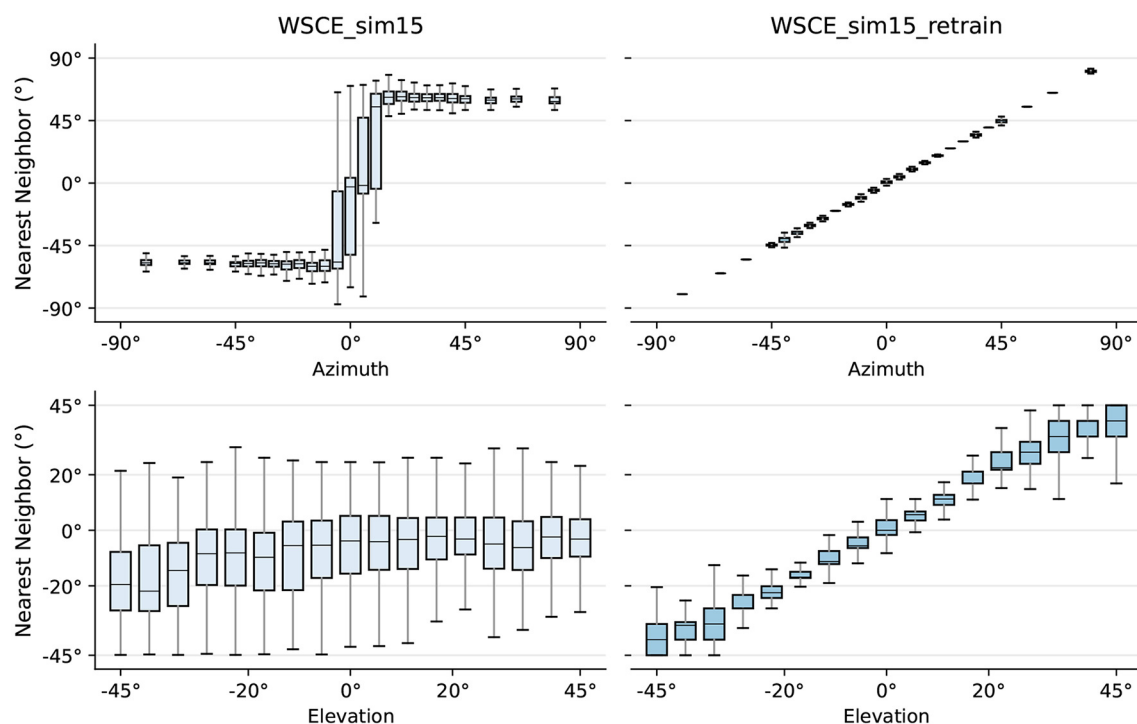 WSCE_sim15
WSCE_sim15_retrain
Nearest Neighbor (°)
90°
45°
0°
-45°
-90°
-90° -45° 0° 45° 90°
Azimuth
-90° -45° 0° 45° 90°
Azimuth
Nearest Neighbor (°)
45°
20°
0°
-20°
-45°
-45° -20° 0° 20° 45°
Elevation
-45° -20° 0° 20° 45°
Elevation